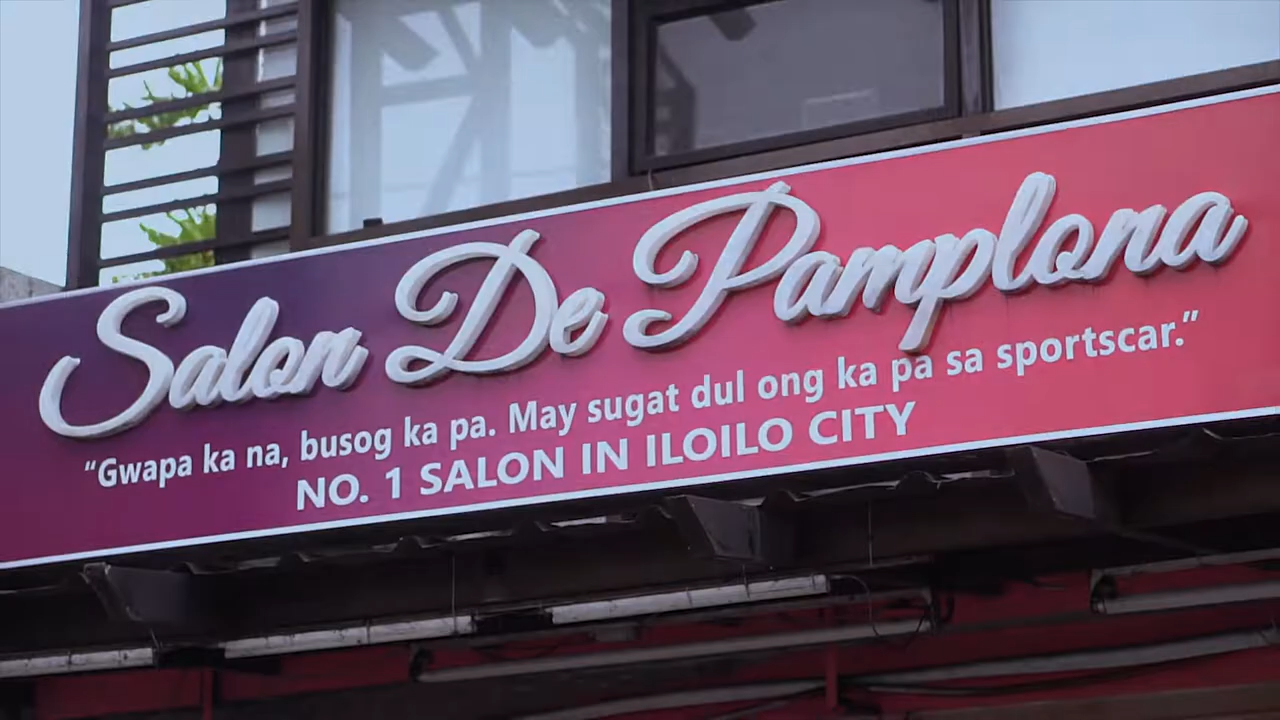 Salon De Pamplona
“Gwapa ka na, busog ka pa. May sugat dul ong ka pa sa sportscar.”
NO. 1 SALON IN ILOILO CITY